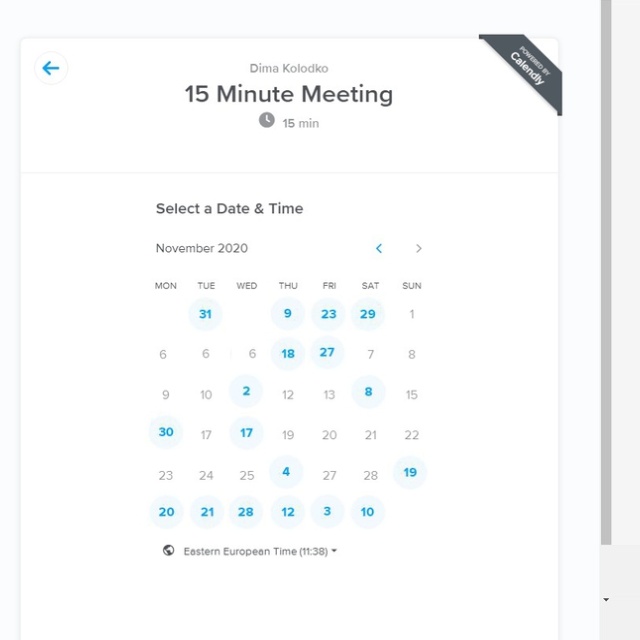 POWERED BY
Calendly
Dima Kolodko
15 Minute Meeting
15 min
Select a Date & Time
November 2020
MON TUE WED THU FRI SAT SUN
31 9 23 29 1
6 6 6 18 27 7 8
9 10 2 12 13 8 15
30 17 17 19 20 21 22
23 24 25 4 27 28 19
20 21 28 12 3 10
Eastern European Time (11:38)